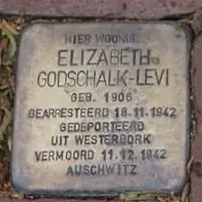 HIER WOONDE
ELIZABETH
GODSCHALK-LEVI
GEB. 1906
GEARRESTEERD 18.11.1942
GEDEPORTEERD
UIT WESTERBORK
VERMOORD 11.12.1942
AUSCHWITZ